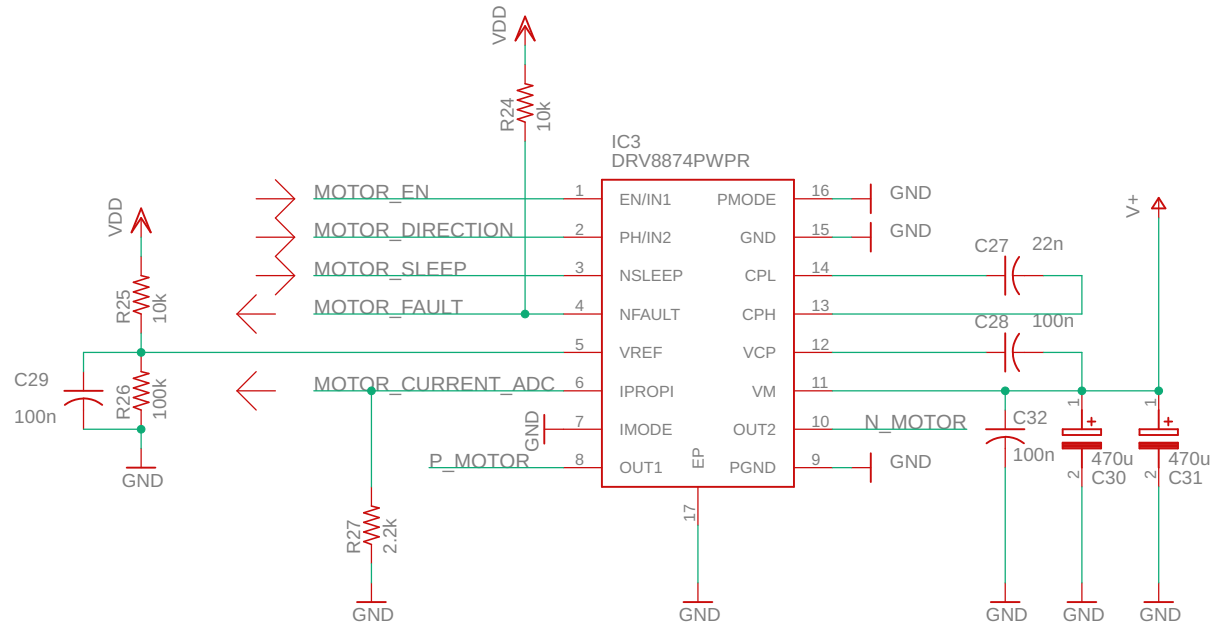 VDD
R24
10k
IC3
DRV8874PWPR
MOTOR_EN
1
EN/IN1
PMODE
16
GND
MOTOR_DIRECTION
2
PH/IN2
GND
15
GND
V+
VDD
MOTOR_SLEEP
3
NSLEEP
CPL
14
C27
22n
R25
10k
MOTOR_FAULT
4
NFAULT
CPH
13
C28
100n
5
VREF
VCP
12
C29
100n
R26
100k
MOTOR_CURRENT_ADC
6
IPROPI
VM
11
GND
7
IMODE
OUT2
10
N_MOTOR
C32
100n
1
+
470u
C30
2
1
+
470u
C31
2
P_MOTOR
8
OUT1
EP
PGND
9
GND
GND
17
R27
2.2k
GND
GND
GND
GND
GND